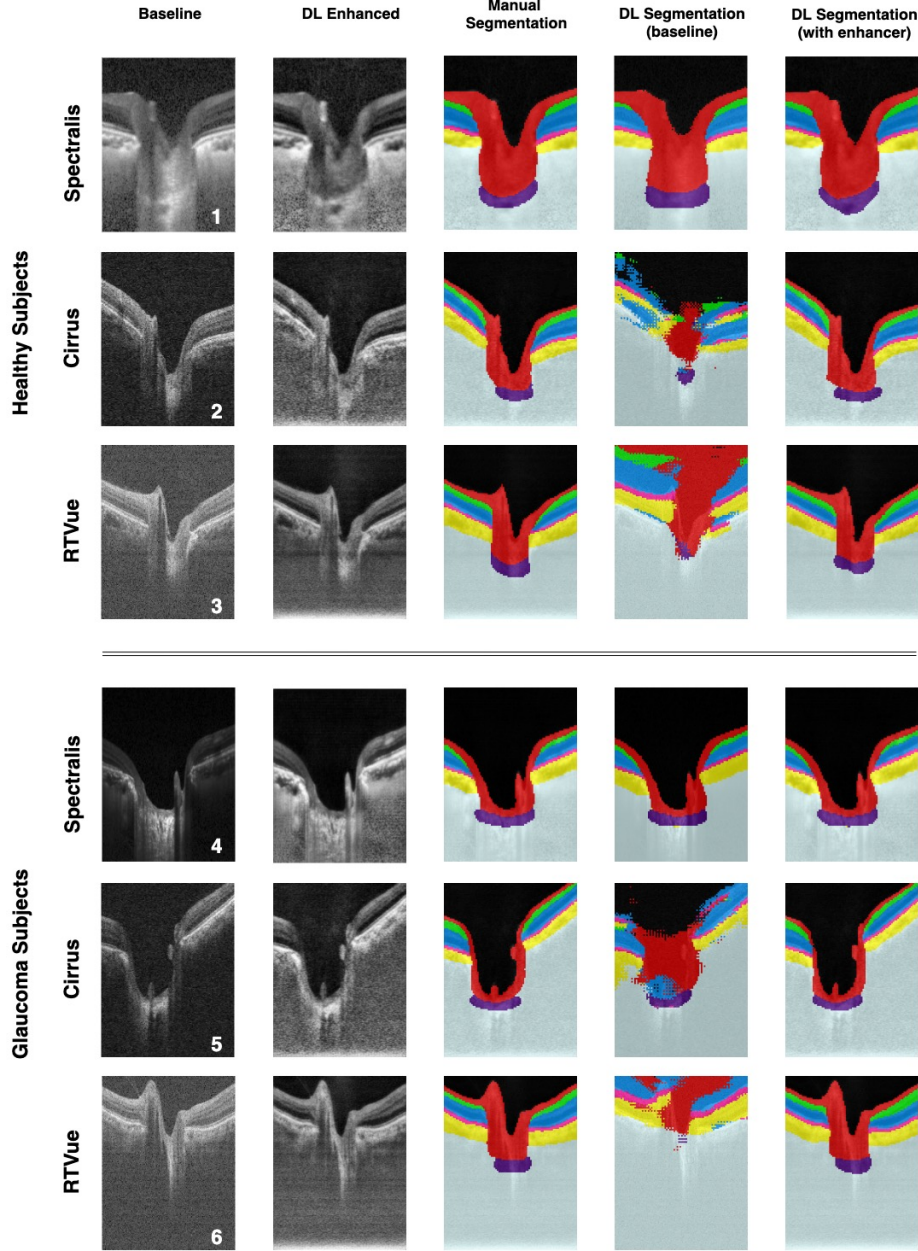 Baseline
DL Enhanced
Manual
Segmentation
DL Segmentation
(baseline)
DL Segmentation
(with enhancer)
Healthy Subjects
Spectralis
1
Cirrus
2
RTVue
3
Glaucoma Subjects
Spectralis
4
Cirrus
5
RTVue
6